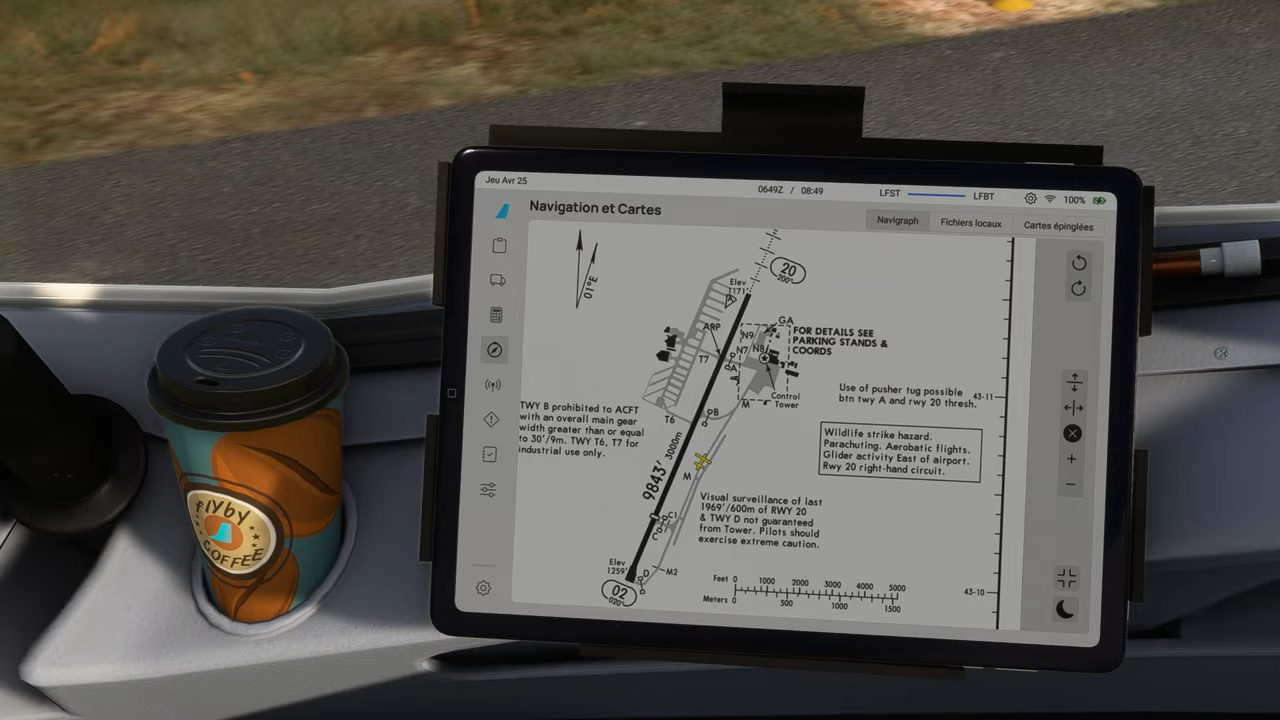 Jeu Avr 25
0649Z / 08:49
LFST LFBT
100%
Navigation et Cartes
Navigraph
Fichiers locaux
Cartes épinglées
01°E
20
200°
Elev
1171'
ARP
GA
N9
N7
N8
T7
A
FOR DETAILS SEE
PARKING STANDS &
COORDS
Control
Tower
M
B
T6
Use of pusher tug possible
btn twy A and rwy 20 thresh.
43-11
TWY B prohibited to ACFT
with an overall main gear
width greater than or equal
to 30'/9m. TWY T6, T7 for
industrial use only.
Wildlife strike hazard.
Parachuting. Aerobatic flights.
Glider activity East of airport.
Rwy 20 right-hand circuit.
9843' 3000m
M
Visual surveillance of last
1969'/600m of RWY 20
& TWY D not guaranteed
from Tower. Pilots should
exercise extreme caution.
C1
C
Elev
1259'
D
M2
02
020°
Feet 0 1000 2000 3000 4000 5000
Meters 0 500 1000 1500
43-10
flyby
COFFEE